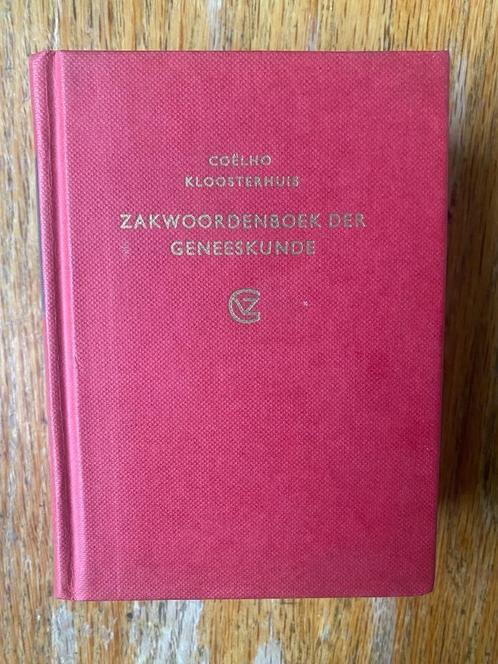 COËLHO
KLOOSTERHUIS
ZAKWOORDENBOEK DER
GENEESKUNDE